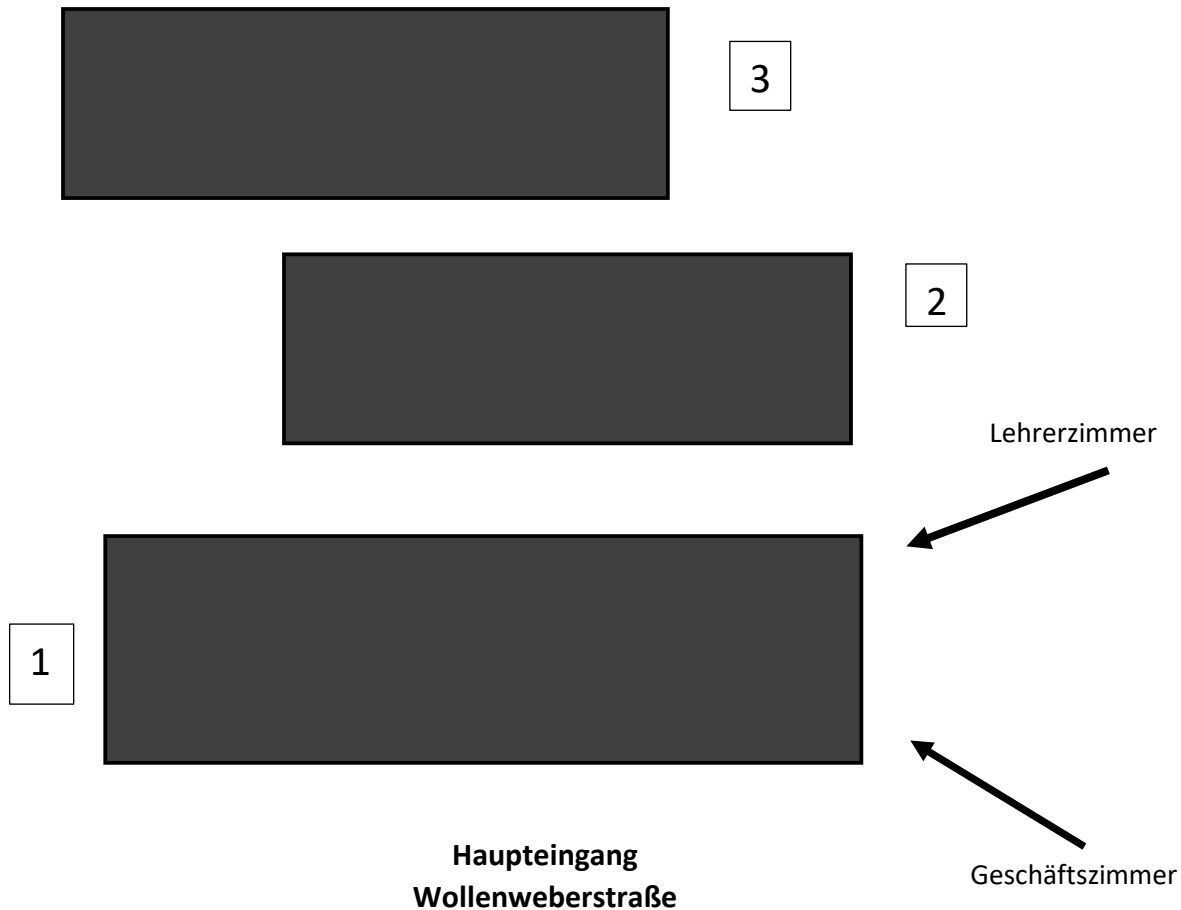 3
2
Lehrerzimmer
1
Haupteingang
Wollenweberstraße
Geschäftszimmer